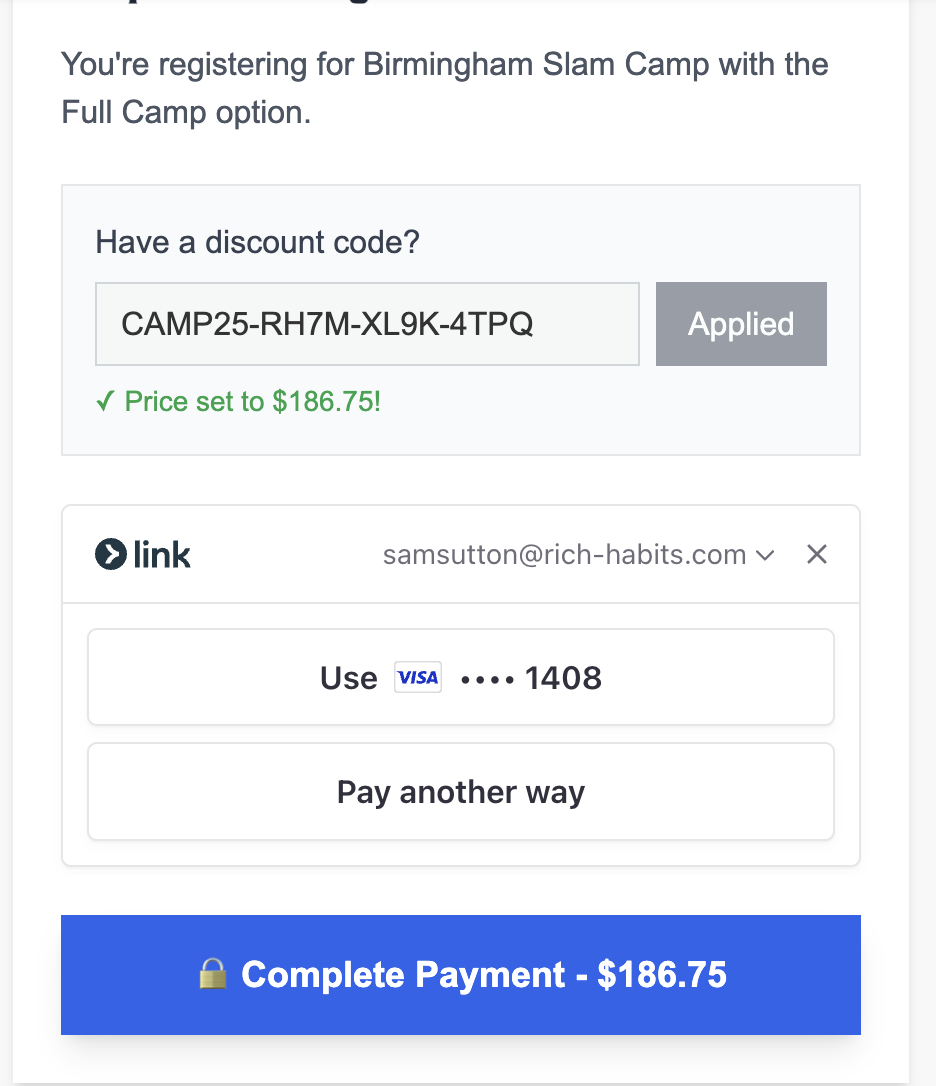 You're registering for Birmingham Slam Camp with the
Full Camp option.
Have a discount code?
CAMP25-RH7M-XL9K-4TPQ
Applied
✓ Price set to $186.75!
link
samsutton@rich-habits.com
Use VISA •••• 1408
Pay another way
🔒 Complete Payment - $186.75